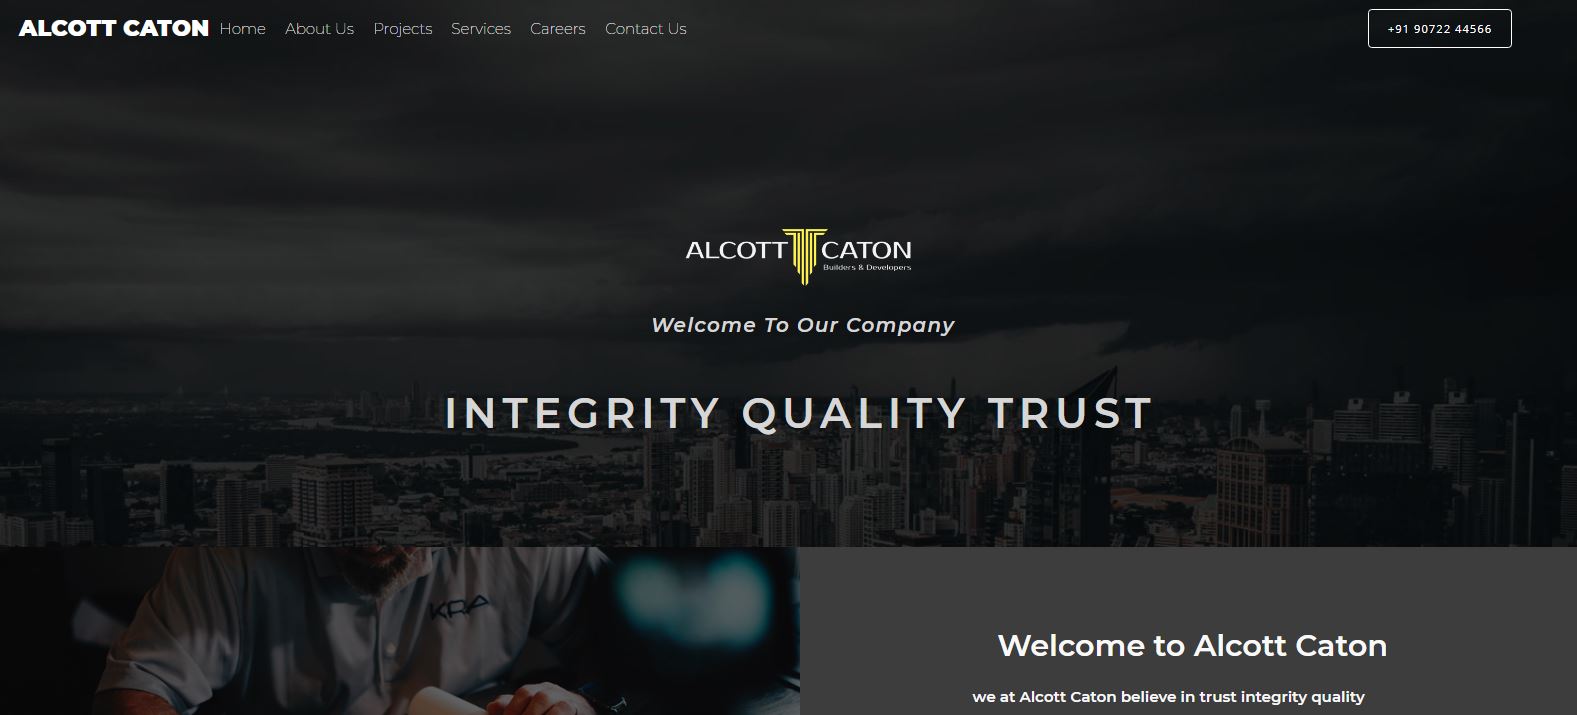 ALCOTT CATON Home About Us Projects Services Careers Contact Us +91 90722 44566
ALCOTT CATON
Builders & Developers
Welcome To Our Company
INTEGRITY QUALITY TRUST
KRA
Welcome to Alcott Caton
we at Alcott Caton believe in trust integrity quality